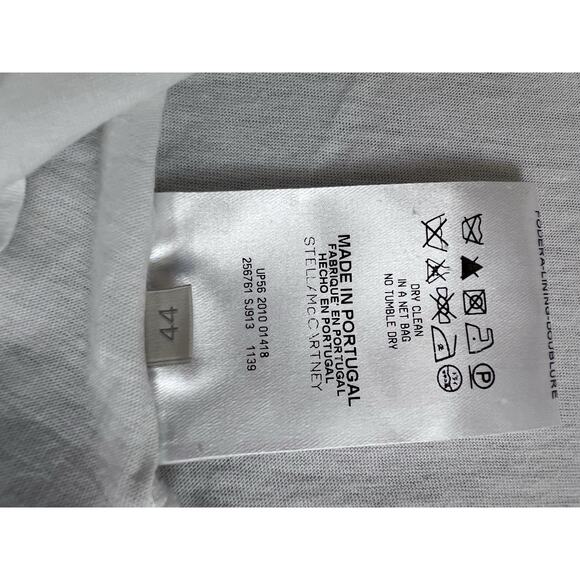 FODERA-LINING-DOUBLURE
DRY CLEAN
IN A NET BAG
NO TUMBLE DRY
MADE IN PORTUGAL
FABRIQUE' EN PORTUGAL
HECHO EN PORTUGAL
STELLA McCARTNEY
UP56 2010 01418
256761 SJ913 1139
44
P